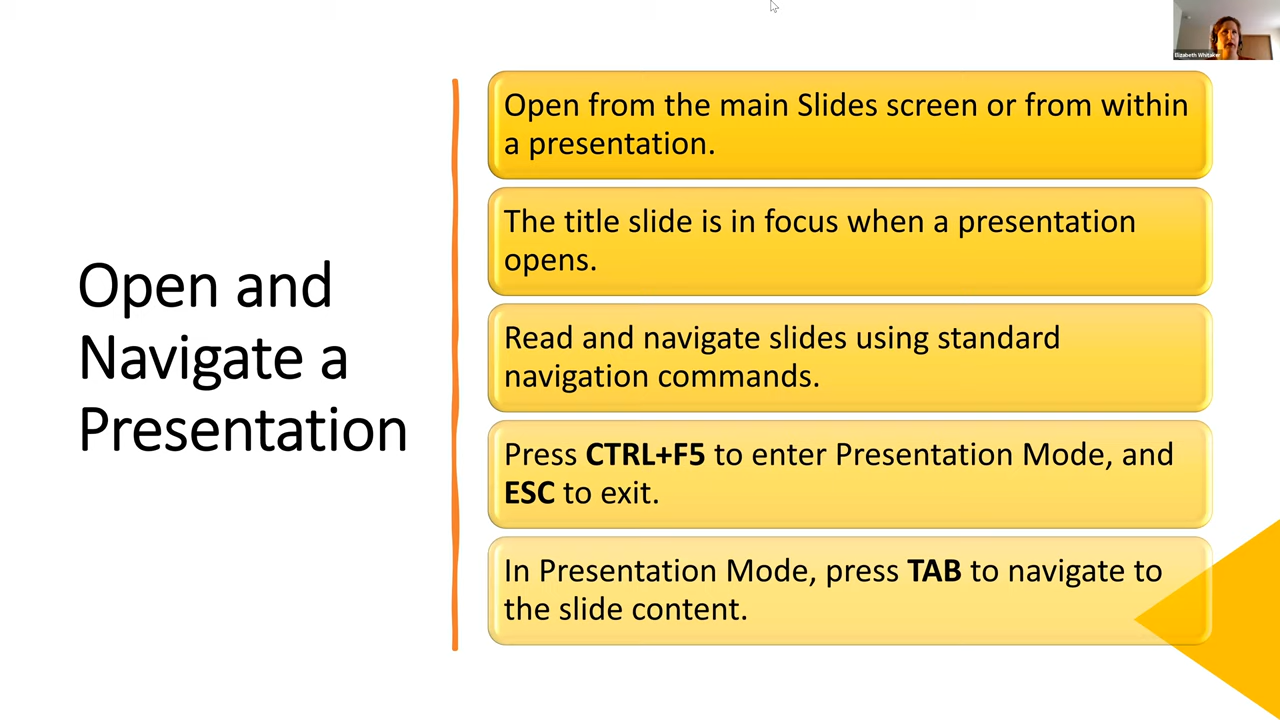 Elizabeth Whitaker
Open and
Navigate a
Presentation
Open from the main Slides screen or from within
a presentation.
The title slide is in focus when a presentation
opens.
Read and navigate slides using standard
navigation commands.
Press CTRL+F5 to enter Presentation Mode, and
ESC to exit.
In Presentation Mode, press TAB to navigate to
the slide content.